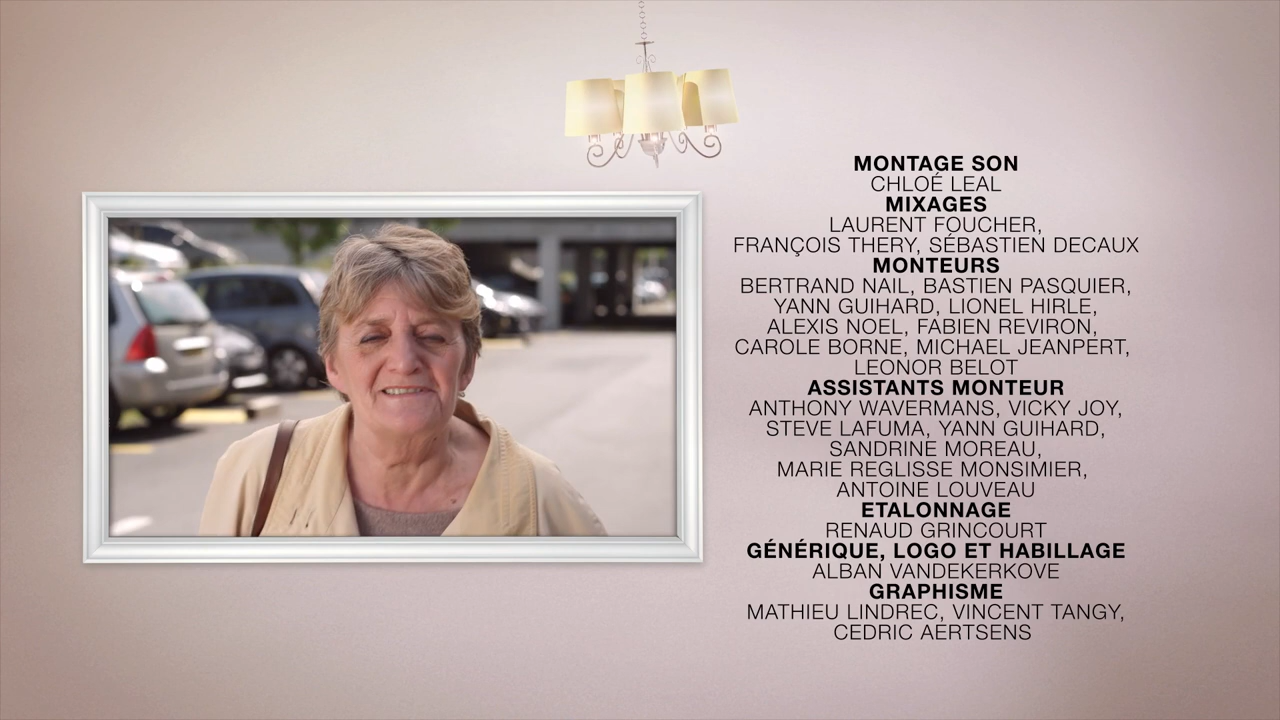 MONTAGE SON
CHLOÉ LEAL
MIXAGES
LAURENT FOUCHER,
FRANÇOIS THERY, SÉBASTIEN DECAUX
MONTEURS
BERTRAND NAIL, BASTIEN PASQUIER,
YANN GUIHARD, LIONEL HIRLE,
ALEXIS NOEL, FABIEN REVIRON,
CAROLE BORNE, MICHAEL JEANPERT,
LEONOR BELOT
ASSISTANTS MONTEUR
ANTHONY WAVERMANS, VICKY JOY,
STEVE LAFUMA, YANN GUIHARD,
SANDRINE MOREAU,
MARIE REGLISSE MONSIMIER,
ANTOINE LOUVEAU
ETALONNAGE
RENAUD GRINCOURT
GÉNÉRIQUE, LOGO ET HABILLAGE
ALBAN VANDEKERKOVE
GRAPHISME
MATHIEU LINDREC, VINCENT TANGY,
CEDRIC AERTSENS